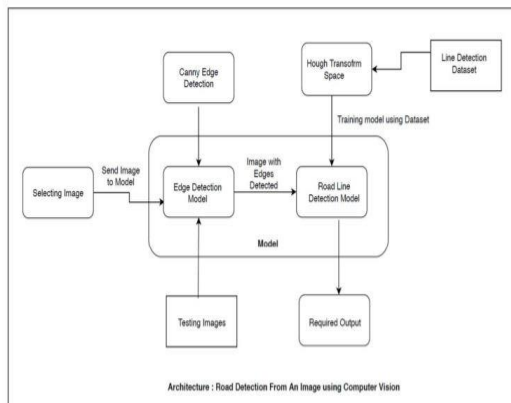 Canny Edge
Detection
Hough Transofrm
Space
Line Detection
Dataset
Training model using Dataset
Selecting Image
Send Image
to Model
Edge Detection
Model
Image with
Edges
Detected
Road Line
Detection Model
Model
Testing Images
Required Output
Architecture : Road Detection From An Image using Computer Vision